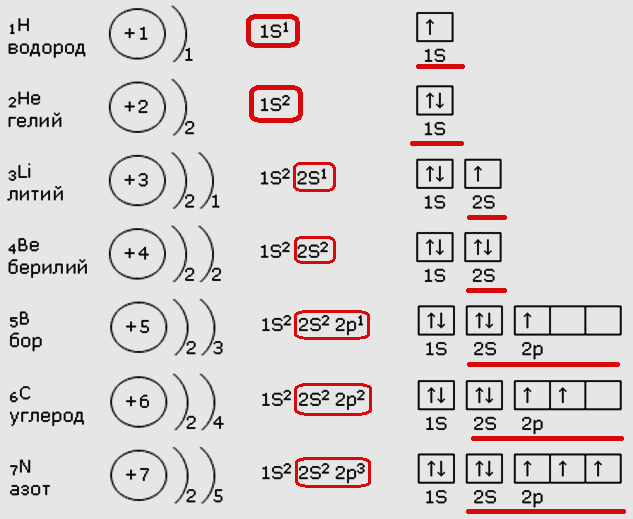 ₁H +1 1 1S¹ ↑
водород 1S
₂He +2 2 1S² ↑↓
гелий 1S
₃Li +3 2 1 1S² 2S¹ ↑↓ ↑
литий 1S 2S
₄Be +4 2 2 1S² 2S² ↑↓ ↑↓
берилий 1S 2S
₅B +5 2 3 1S² 2S² 2p¹ ↑↓ ↑↓ ↑
бор 1S 2S 2p
₆C +6 2 4 1S² 2S² 2p² ↑↓ ↑↓ ↑ ↑
углерод 1S 2S 2p
₇N +7 2 5 1S² 2S² 2p³ ↑↓ ↑↓ ↑ ↑ ↑
азот 1S 2S 2p